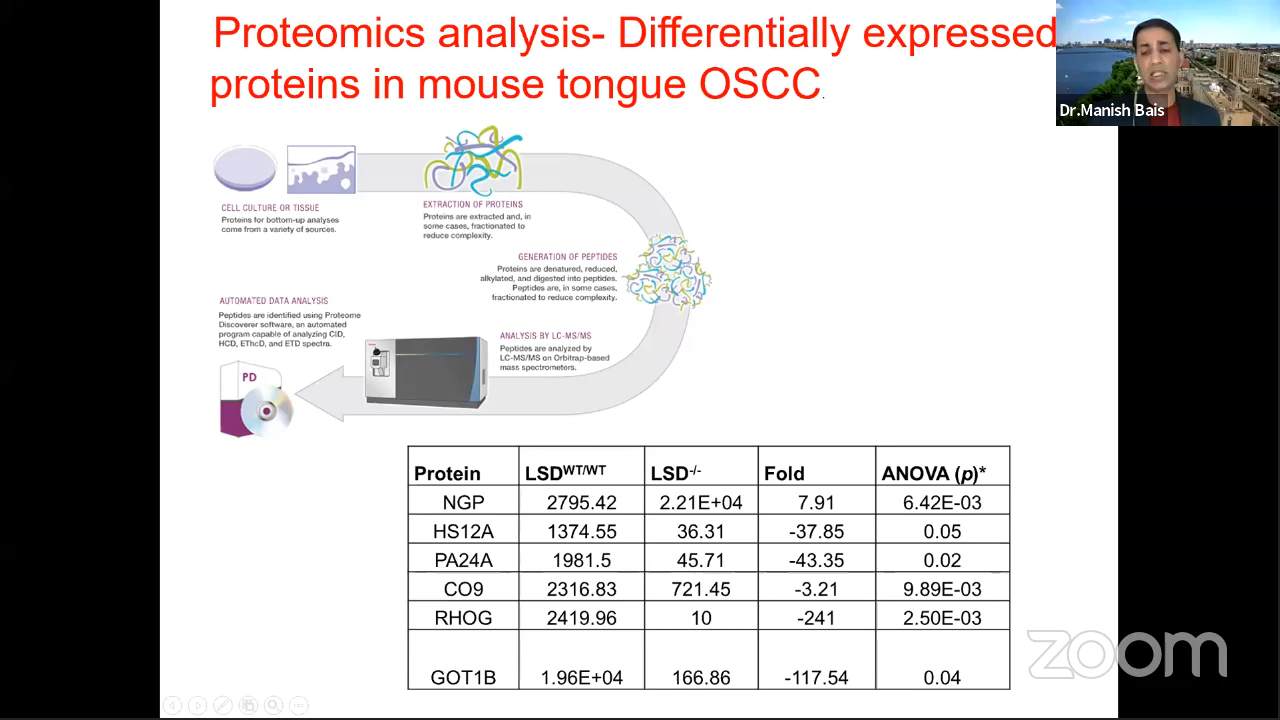 Proteomics analysis- Differentially expressed
proteins in mouse tongue OSCC.
Dr.Manish Bais
CELL CULTURE OR TISSUE
Proteins for bottom-up analyses
come from a variety of sources.
EXTRACTION OF PROTEINS
Proteins are extracted and, in
some cases, fractionated to
reduce complexity.
GENERATION OF PEPTIDES
Proteins are denatured, reduced,
alkylated, and digested into peptides.
Peptides are, in some cases,
fractionated to reduce complexity.
ANALYSIS BY LC-MS/MS
Peptides are analyzed by
LC-MS/MS on Orbitrap-based
mass spectrometers.
AUTOMATED DATA ANALYSIS
Peptides are identified using Proteome
Discoverer software, an automated
program capable of analyzing CID,
HCD, EThcD, and ETD spectra.
PD
Protein LSD^WT/WT LSD^-/- Fold ANOVA (p)*
NGP 2795.42 2.21E+04 7.91 6.42E-03
HS12A 1374.55 36.31 -37.85 0.05
PA24A 1981.5 45.71 -43.35 0.02
CO9 2316.83 721.45 -3.21 9.89E-03
RHOG 2419.96 10 -241 2.50E-03
GOT1B 1.96E+04 166.86 -117.54 0.04
zoom